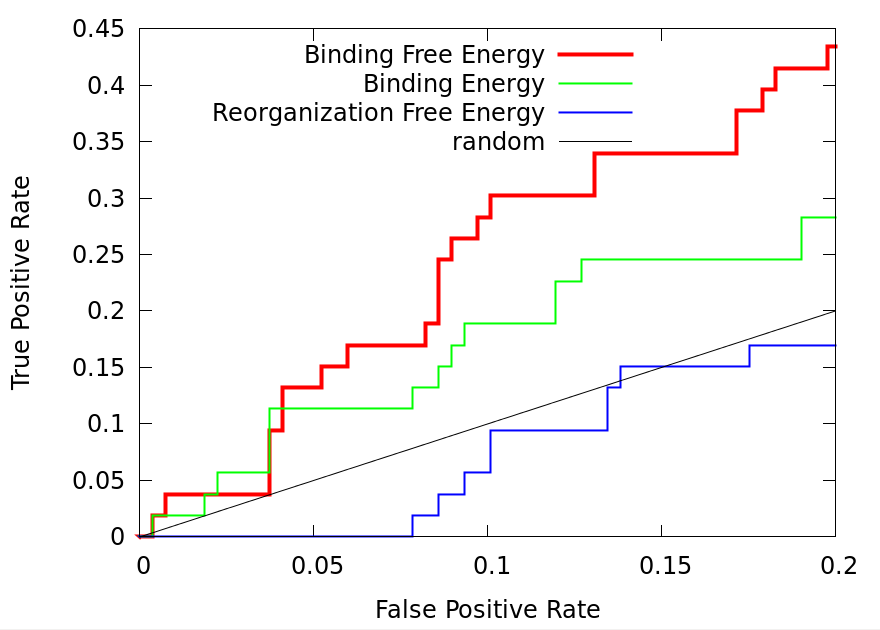 0.45
0.4
0.35
0.3
0.25
0.2
0.15
0.1
0.05
0
True Positive Rate
Binding Free Energy
Binding Energy
Reorganization Free Energy
random
0 0.05 0.1 0.15 0.2
False Positive Rate